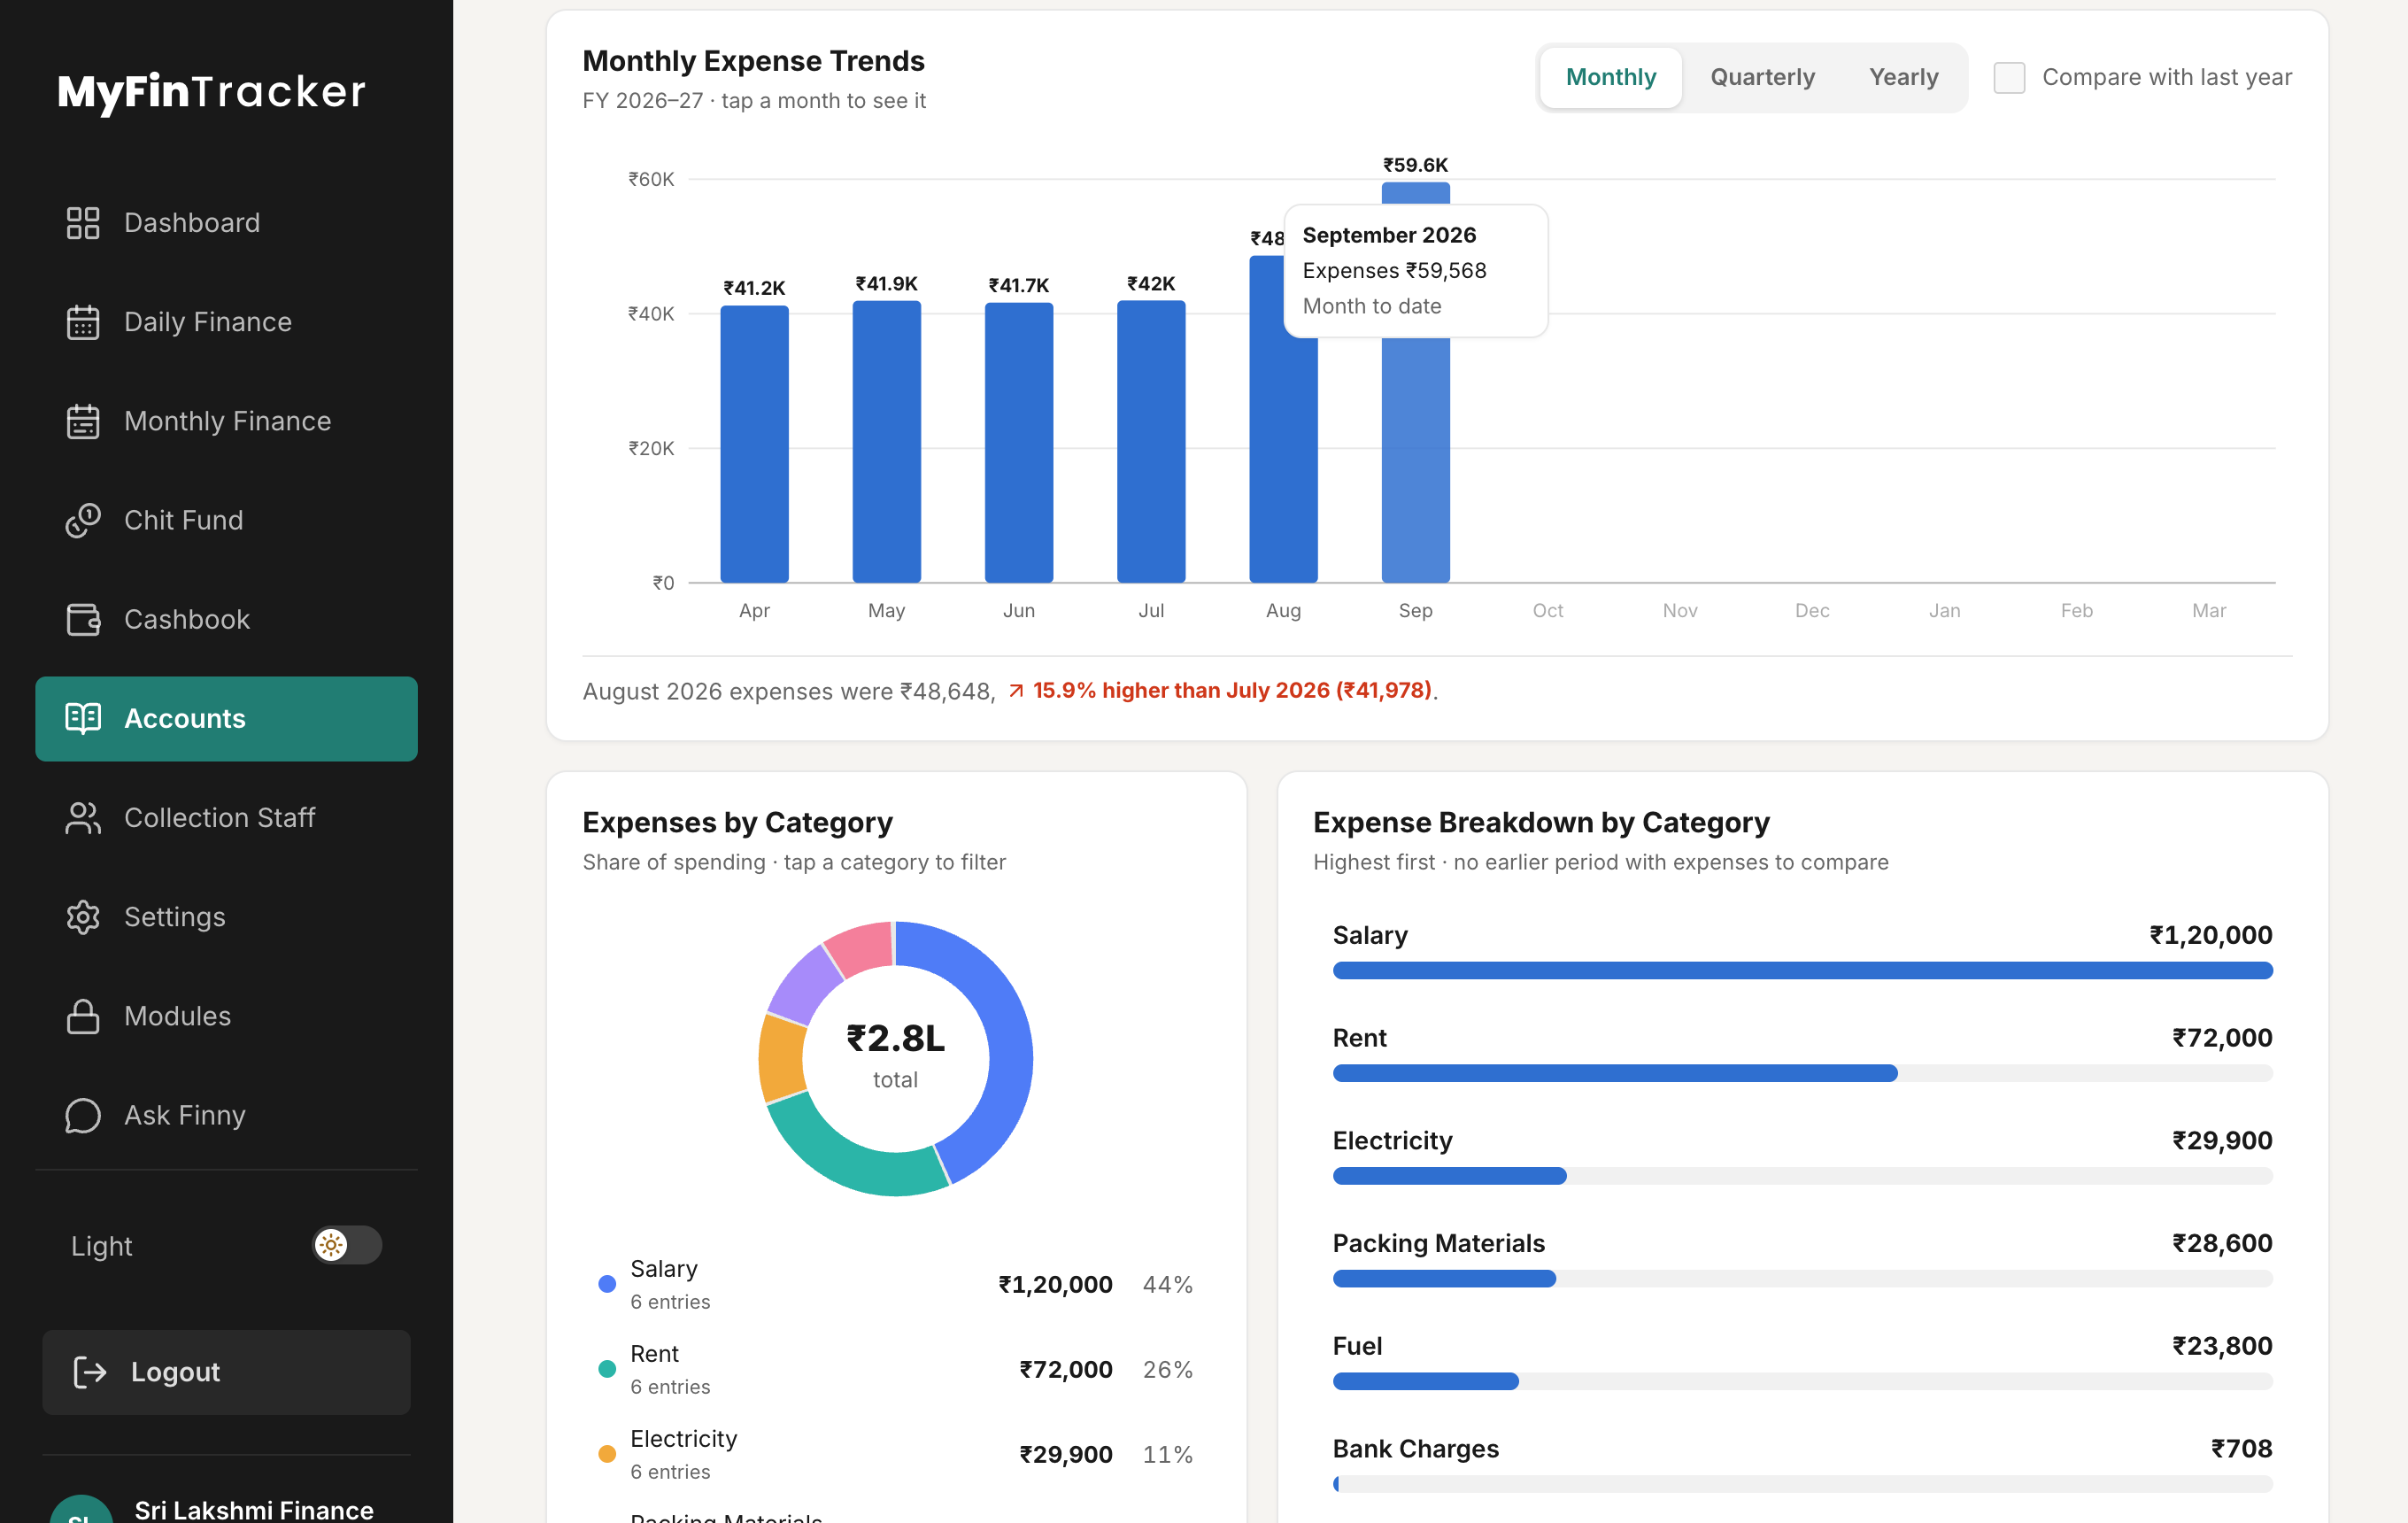 MyFinTracker
Dashboard
Daily Finance
Monthly Finance
Chit Fund
Cashbook
Accounts
Collection Staff
Settings
Modules
Ask Finny
Light
Logout
Sri Lakshmi Finance
Monthly Expense Trends
FY 2026–27 · tap a month to see it
Monthly Quarterly Yearly Compare with last year
₹60K
₹40K
₹20K
₹0
₹41.2K
₹41.9K
₹41.7K
₹42K
₹48
₹59.6K
September 2026
Expenses ₹59,568
Month to date
Apr May Jun Jul Aug Sep Oct Nov Dec Jan Feb Mar
August 2026 expenses were ₹48,648, 15.9% higher than July 2026 (₹41,978).
Expenses by Category
Share of spending · tap a category to filter
₹2.8L
total
Salary ₹1,20,000 44%
6 entries
Rent ₹72,000 26%
6 entries
Electricity ₹29,900 11%
6 entries
Packing Materials
Expense Breakdown by Category
Highest first · no earlier period with expenses to compare
Salary ₹1,20,000
Rent ₹72,000
Electricity ₹29,900
Packing Materials ₹28,600
Fuel ₹23,800
Bank Charges ₹708